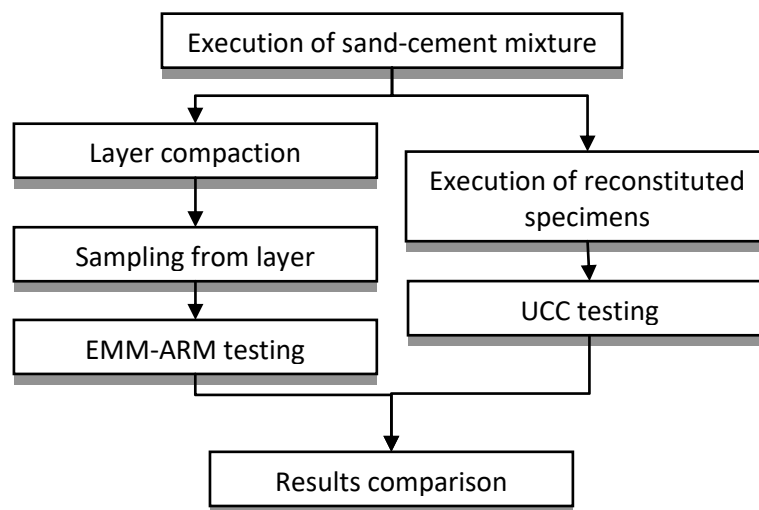 Execution of sand-cement mixture
Layer compaction
Sampling from layer
EMM-ARM testing
Execution of reconstituted
specimens
UCC testing
Results comparison